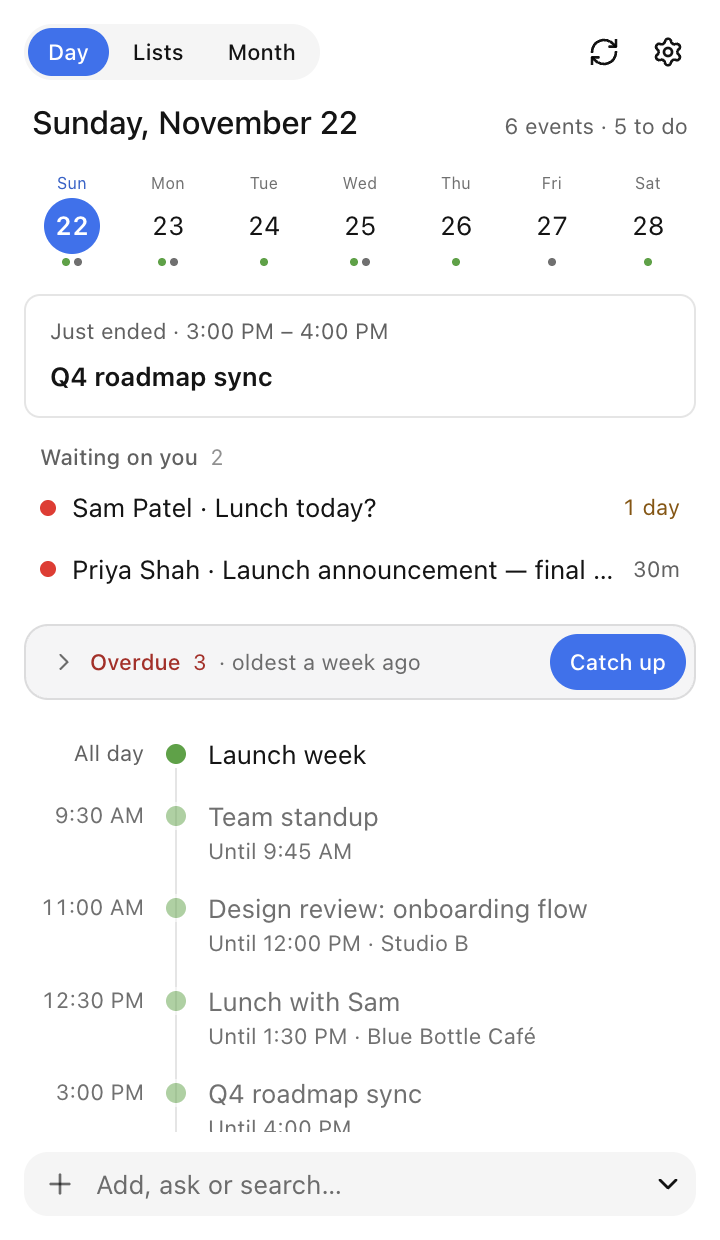 Day Lists Month
Sunday, November 22
6 events · 5 to do
Sun Mon Tue Wed Thu Fri Sat
22 23 24 25 26 27 28
Just ended · 3:00 PM – 4:00 PM
Q4 roadmap sync
Waiting on you 2
Sam Patel · Lunch today? 1 day
Priya Shah · Launch announcement — final ... 30m
Overdue 3 · oldest a week ago Catch up
All day Launch week
9:30 AM Team standup
Until 9:45 AM
11:00 AM Design review: onboarding flow
Until 12:00 PM · Studio B
12:30 PM Lunch with Sam
Until 1:30 PM · Blue Bottle Café
3:00 PM Q4 roadmap sync
Until 4:00 PM
Add, ask or search...